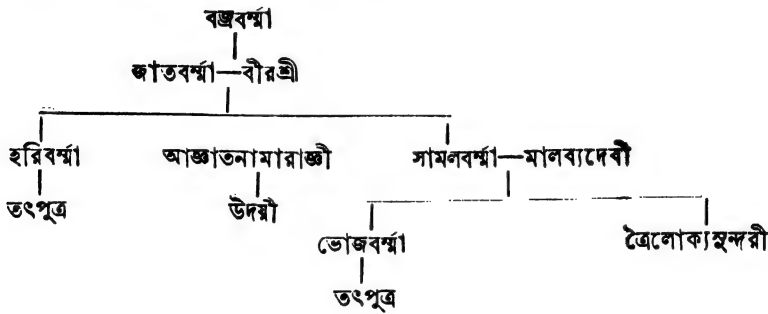 বজ্রবর্ম্মা
জাতবর্ম্মা—বীরশ্রী
হরিবর্ম্মা আজ্ঞাতনামারাজ্ঞী সামলবর্ম্মা—মালব্যদেবী
তৎপুত্র উদয়ী
ভোজবর্ম্মা ত্রৈলোক্যসুন্দরী
তৎপুত্র